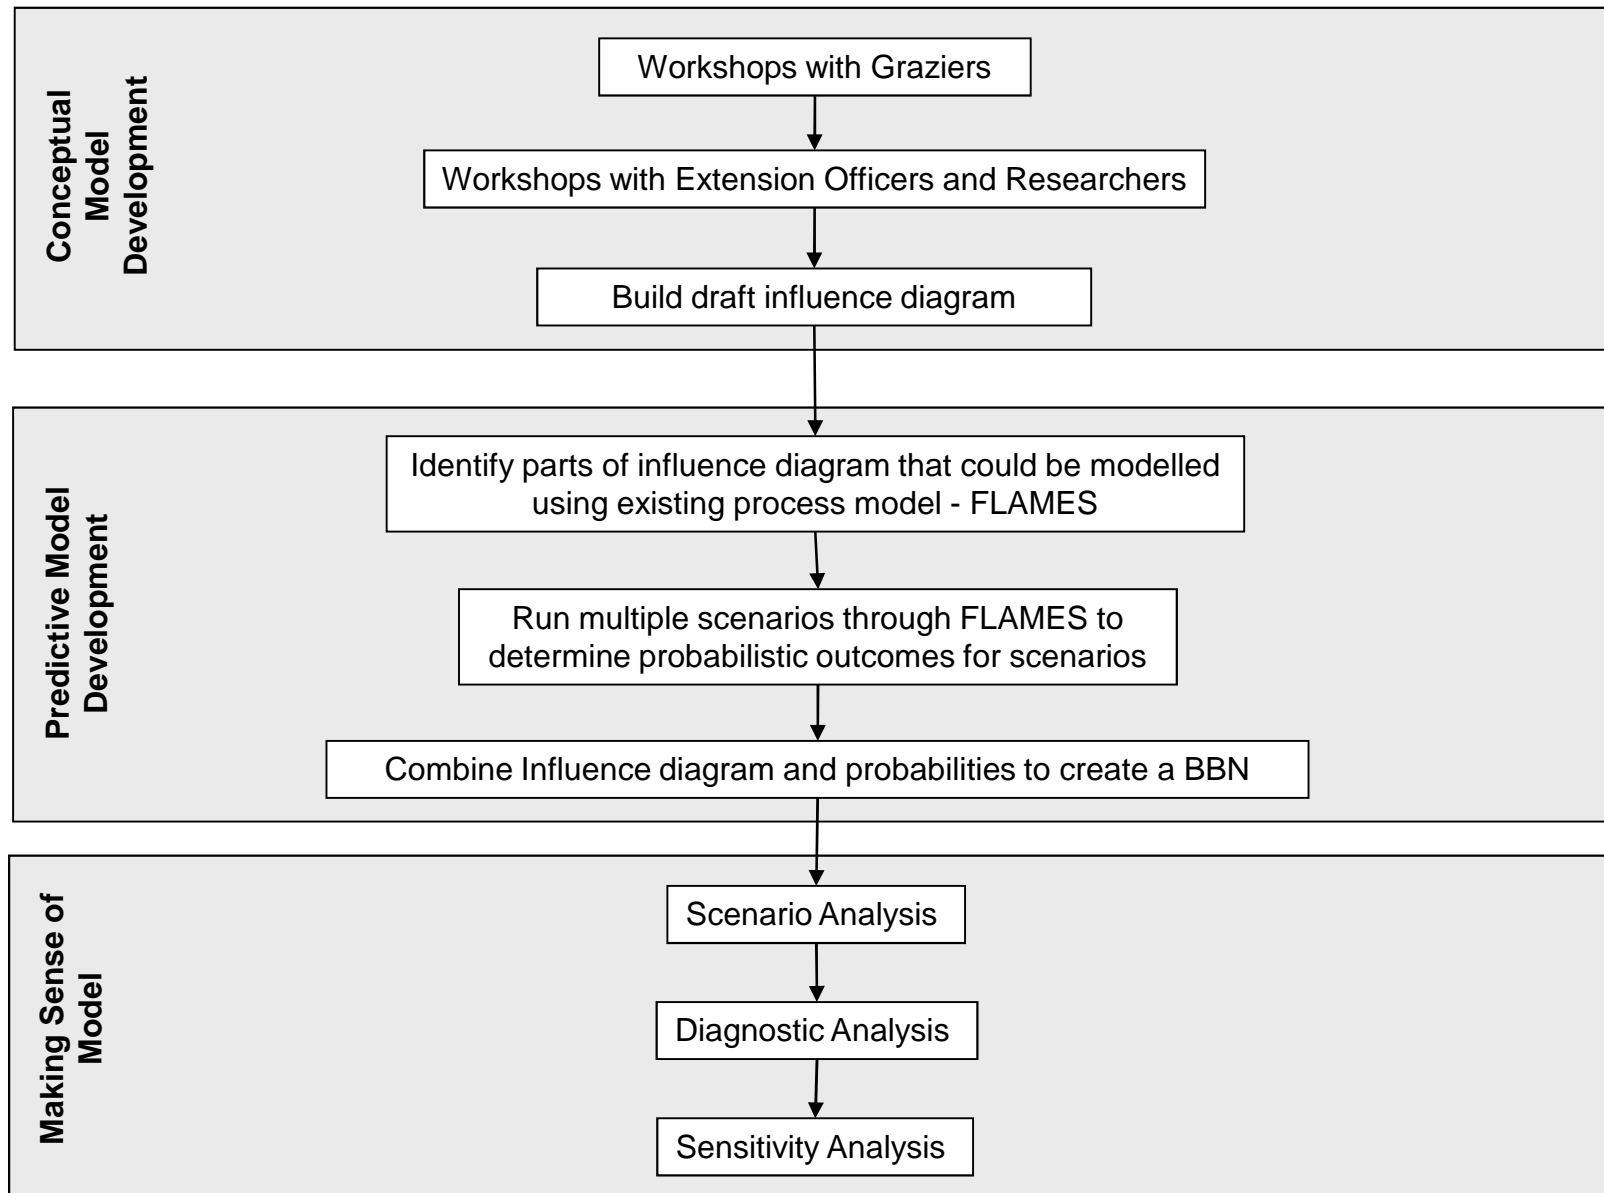 Conceptual
Model
Development
Workshops with Graziers
Workshops with Extension Officers and Researchers
Build draft influence diagram
Predictive Model
Development
Identify parts of influence diagram that could be modelled
using existing process model - FLAMES
Run multiple scenarios through FLAMES to
determine probabilistic outcomes for scenarios
Combine Influence diagram and probabilities to create a BBN
Making Sense of
Model
Scenario Analysis
Diagnostic Analysis
Sensitivity Analysis